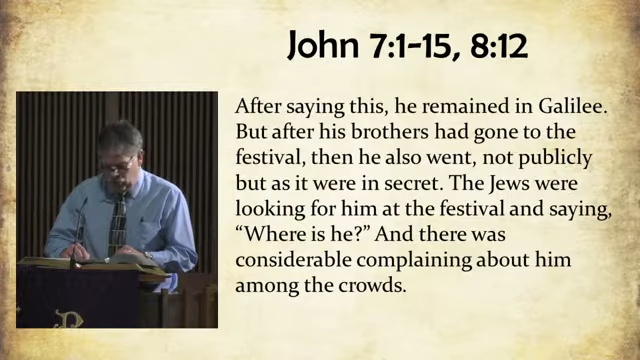 John 7:1-15, 8:12
After saying this, he remained in Galilee.
But after his brothers had gone to the
festival, then he also went, not publicly
but as it were in secret. The Jews were
looking for him at the festival and saying,
“Where is he?” And there was
considerable complaining about him
among the crowds.